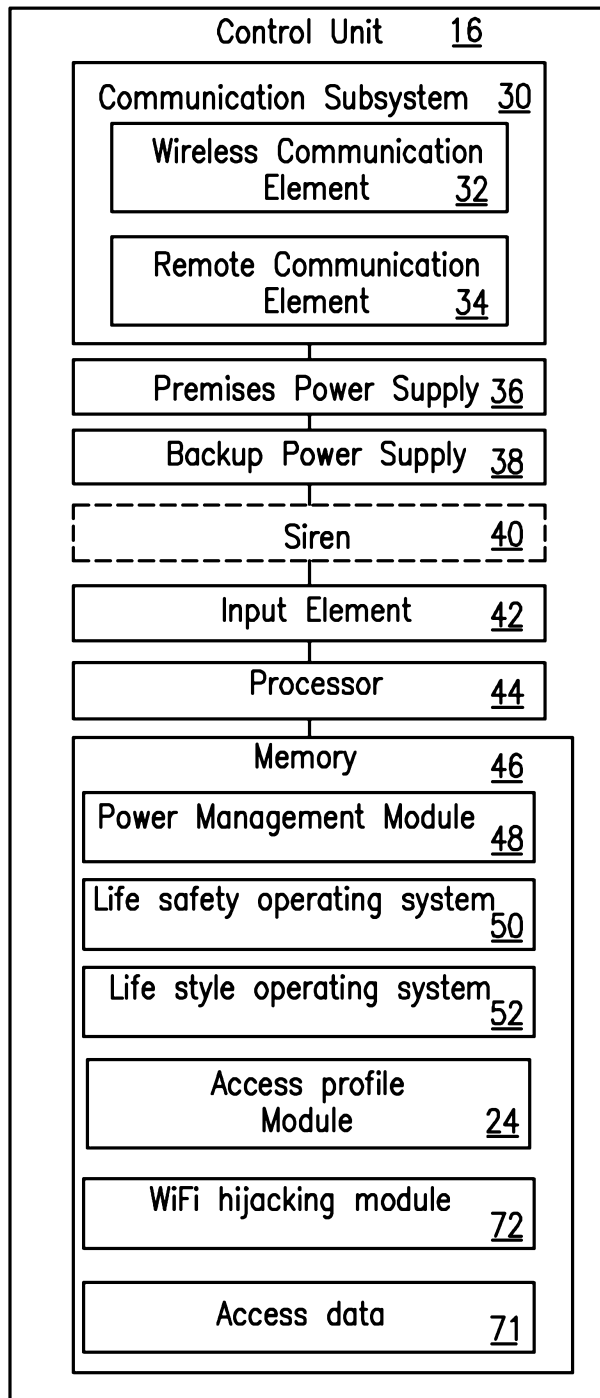 Control Unit 16
Communication Subsystem 30
Wireless Communication
Element 32
Remote Communication
Element 34
Premises Power Supply 36
Backup Power Supply 38
Siren 40
Input Element 42
Processor 44
Memory 46
Power Management Module 48
Life safety operating system 50
Life style operating system 52
Access profile
Module 24
WiFi hijacking module 72
Access data 71